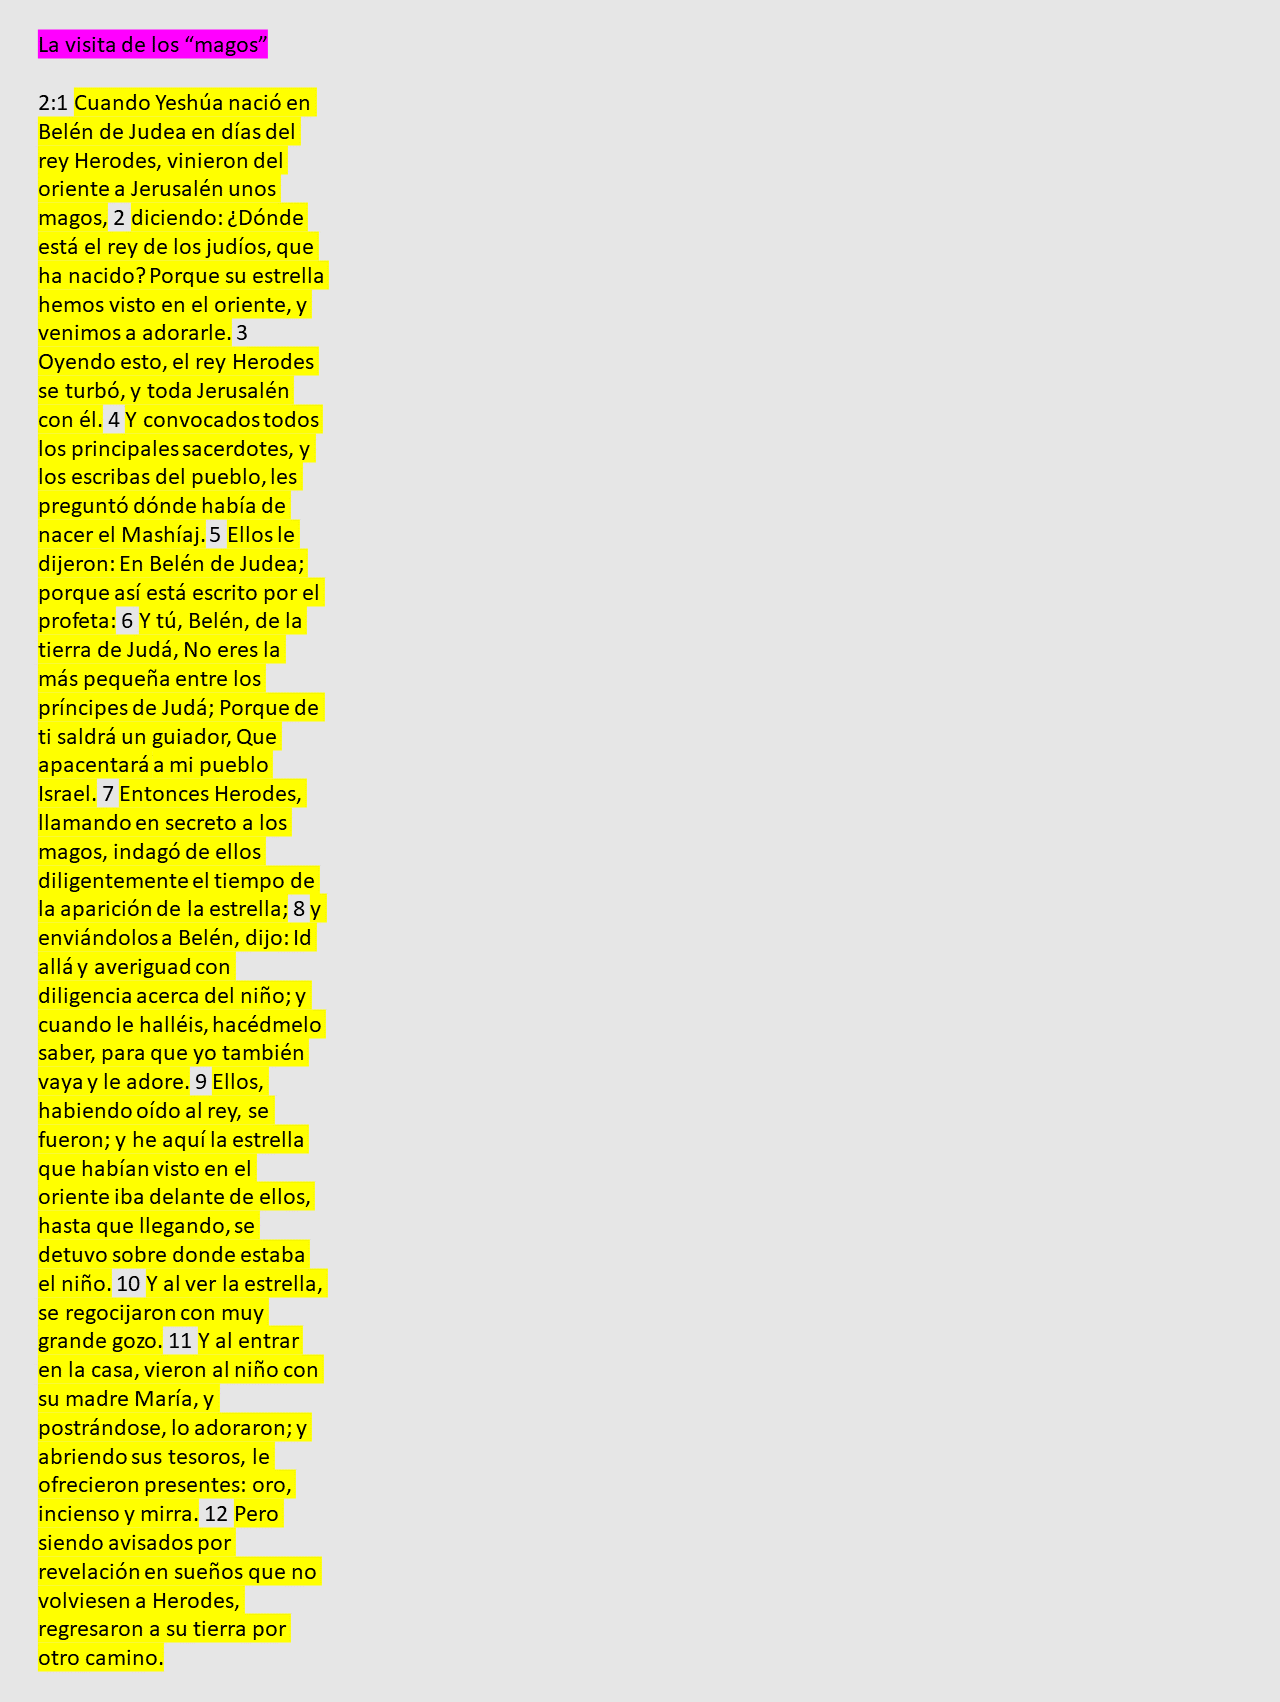 La visita de los “magos”
2:1 Cuando Yeshúa nació en
Belén de Judea en días del
rey Herodes, vinieron del
oriente a Jerusalén unos
magos, 2 diciendo: ¿Dónde
está el rey de los judíos, que
ha nacido? Porque su estrella
hemos visto en el oriente, y
venimos a adorarle. 3
Oyendo esto, el rey Herodes
se turbó, y toda Jerusalén
con él. 4 Y convocados todos
los principales sacerdotes, y
los escribas del pueblo, les
preguntó dónde había de
nacer el Mashíaj. 5 Ellos le
dijeron: En Belén de Judea;
porque así está escrito por el
profeta: 6 Y tú, Belén, de la
tierra de Judá, No eres la
más pequeña entre los
príncipes de Judá; Porque de
ti saldrá un guiador, Que
apacentará a mi pueblo
Israel. 7 Entonces Herodes,
llamando en secreto a los
magos, indagó de ellos
diligentemente el tiempo de
la aparición de la estrella; 8 y
enviándolos a Belén, dijo: Id
allá y averiguad con
diligencia acerca del niño; y
cuando le halléis, hacédmelo
saber, para que yo también
vaya y le adore. 9 Ellos,
habiendo oído al rey, se
fueron; y he aquí la estrella
que habían visto en el
oriente iba delante de ellos,
hasta que llegando, se
detuvo sobre donde estaba
el niño. 10 Y al ver la estrella,
se regocijaron con muy
grande gozo. 11 Y al entrar
en la casa, vieron al niño con
su madre María, y
postrándose, lo adoraron; y
abriendo sus tesoros, le
ofrecieron presentes: oro,
incienso y mirra. 12 Pero
siendo avisados por
revelación en sueños que no
volviesen a Herodes,
regresaron a su tierra por
otro camino.